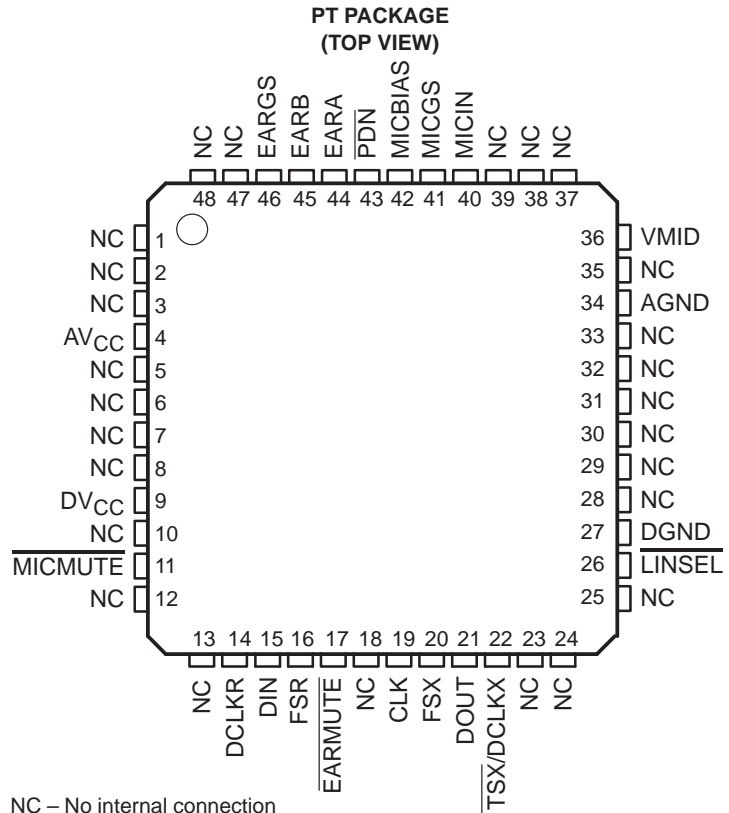 PT PACKAGE
(TOP VIEW)
NC
NC
EARGS
EARB
EARA
PDN
MICBIAS
MICGS
MICIN
NC
NC
NC
48 47 46 45 44 43 42 41 40 39 38 37
NC 1
NC 2
NC 3
AVCC 4
NC 5
NC 6
NC 7
NC 8
DVCC 9
NC 10
MICMUTE 11
NC 12
36 VMID
35 NC
34 AGND
33 NC
32 NC
31 NC
30 NC
29 NC
28 NC
27 DGND
26 LINSEL
25 NC
13 14 15 16 17 18 19 20 21 22 23 24
NC
DCLKR
DIN
FSR
EARMUTE
NC
CLK
FSX
DOUT
TSX/DCLKX
NC
NC
NC – No internal connection